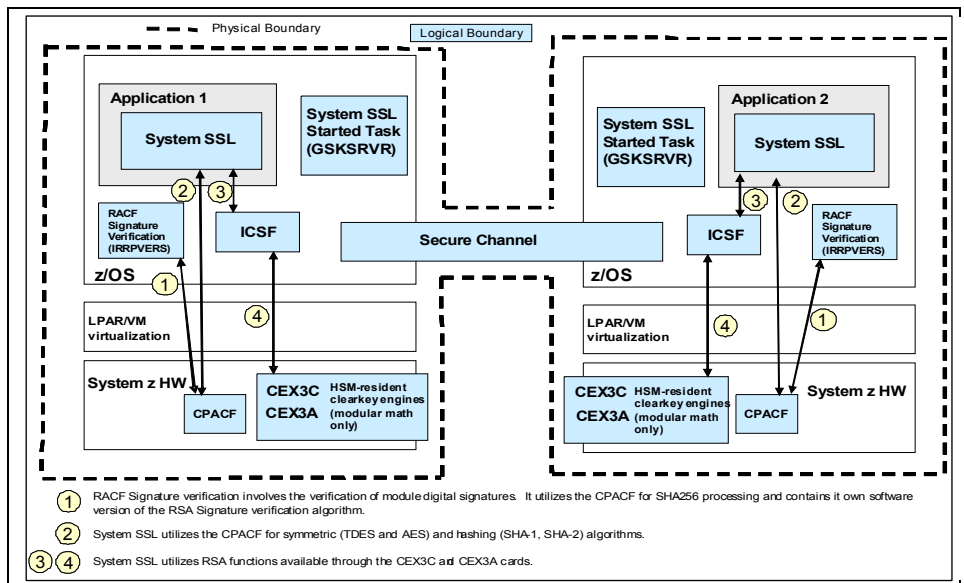 Physical Boundary
Logical Boundary
Application 1
System SSL
System SSL
Started Task
(GSKSRVR)
2
3
RACF
Signature
Verification
(IRRPVERS)
ICSF
z/OS
1
LPAR/VM
virtualization
4
System z HW
CPACF
CEX3C
CEX3A
HSM-resident
clearkey engines
(modular math
only)
Secure Channel
System SSL
Started Task
(GSKSRVR)
Application 2
System SSL
3
2
ICSF
RACF
Signature
Verification
(IRRPVERS)
z/OS
LPAR/VM
virtualization
4
1
CEX3C
CEX3A
HSM-resident
clearkey engines
(modular math
only)
System z HW
CPACF
1 RACF Signature verification involves the verification of module digital signatures. It utilizes the CPACF for SHA256 processing and contains it own software
version of the RSA Signature verification algorithm.
2 System SSL utilizes the CPACF for symmetric (TDES and AES) and hashing (SHA-1, SHA-2) algorithms.
3 4 System SSL utilizes RSA functions available through the CEX3C and CEX3A cards.